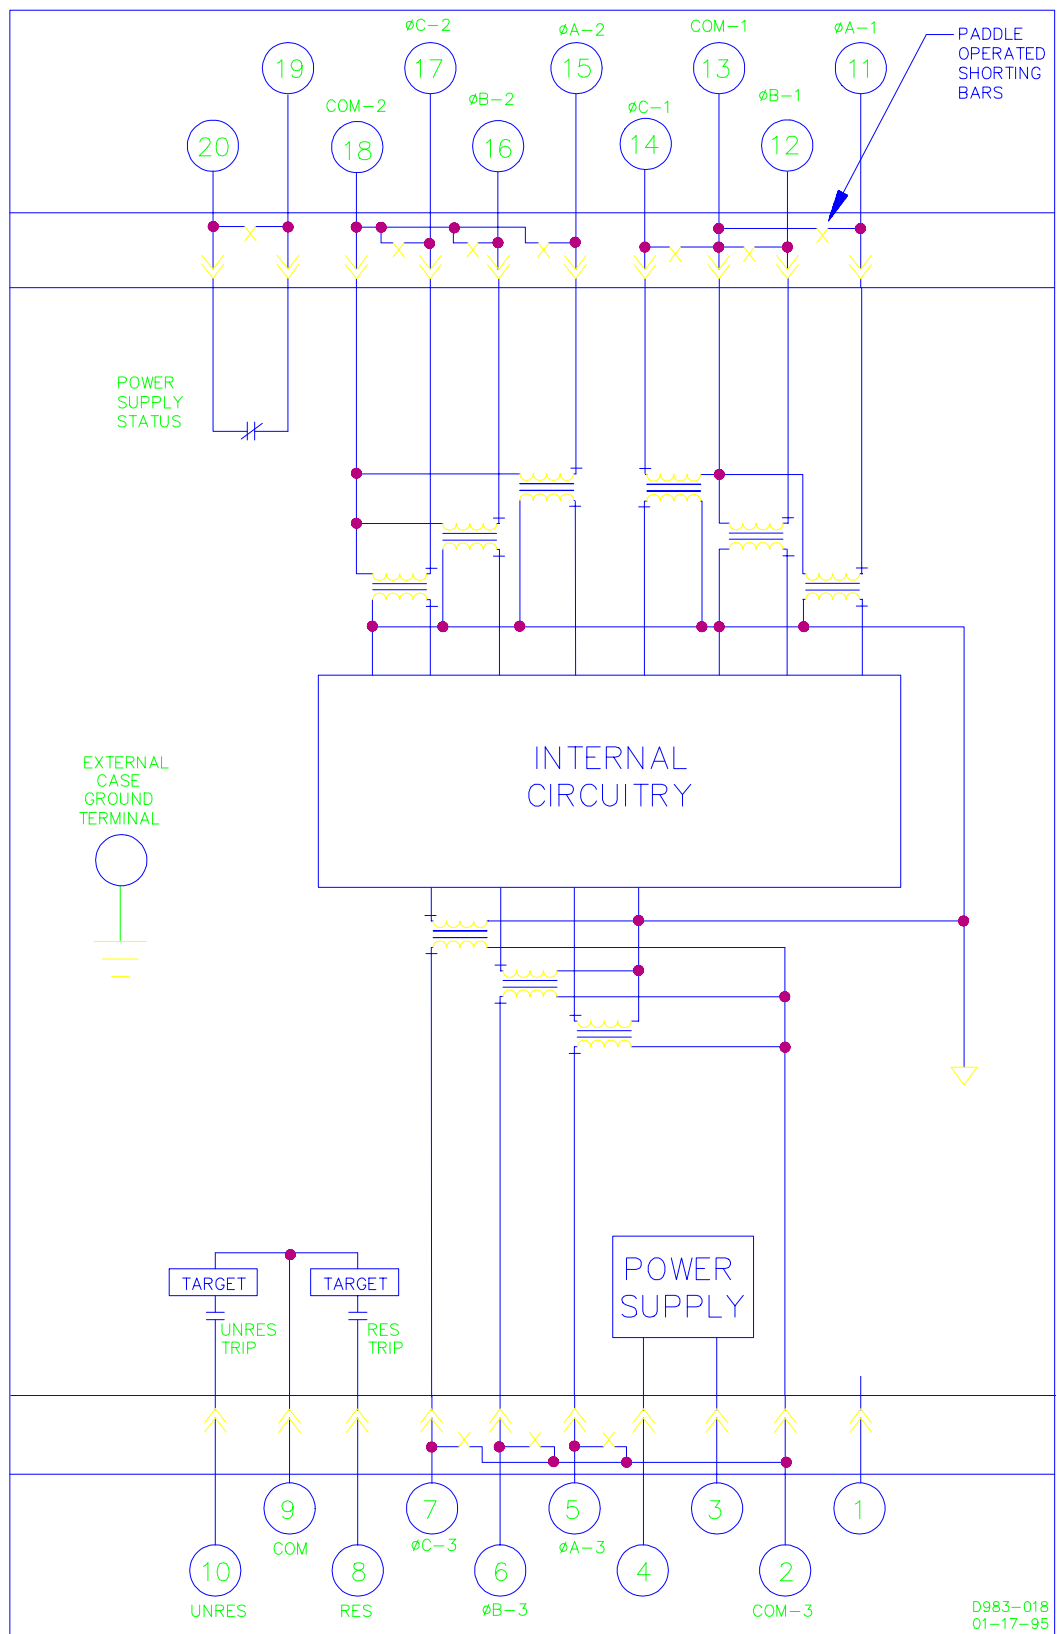 øC-2
øA-2
COM-1
øA-1
PADDLE
OPERATED
SHORTING
BARS
19
17
15
13
11
COM-2
øB-2
øC-1
øB-1
20
18
16
14
12
POWER
SUPPLY
STATUS
INTERNAL
CIRCUITRY
EXTERNAL
CASE
GROUND
TERMINAL
POWER
SUPPLY
TARGET
TARGET
UNRES
TRIP
RES
TRIP
9
7
5
3
1
COM
øC-3
øA-3
10
8
6
4
2
UNRES
RES
øB-3
COM-3
D983-018
01-17-95